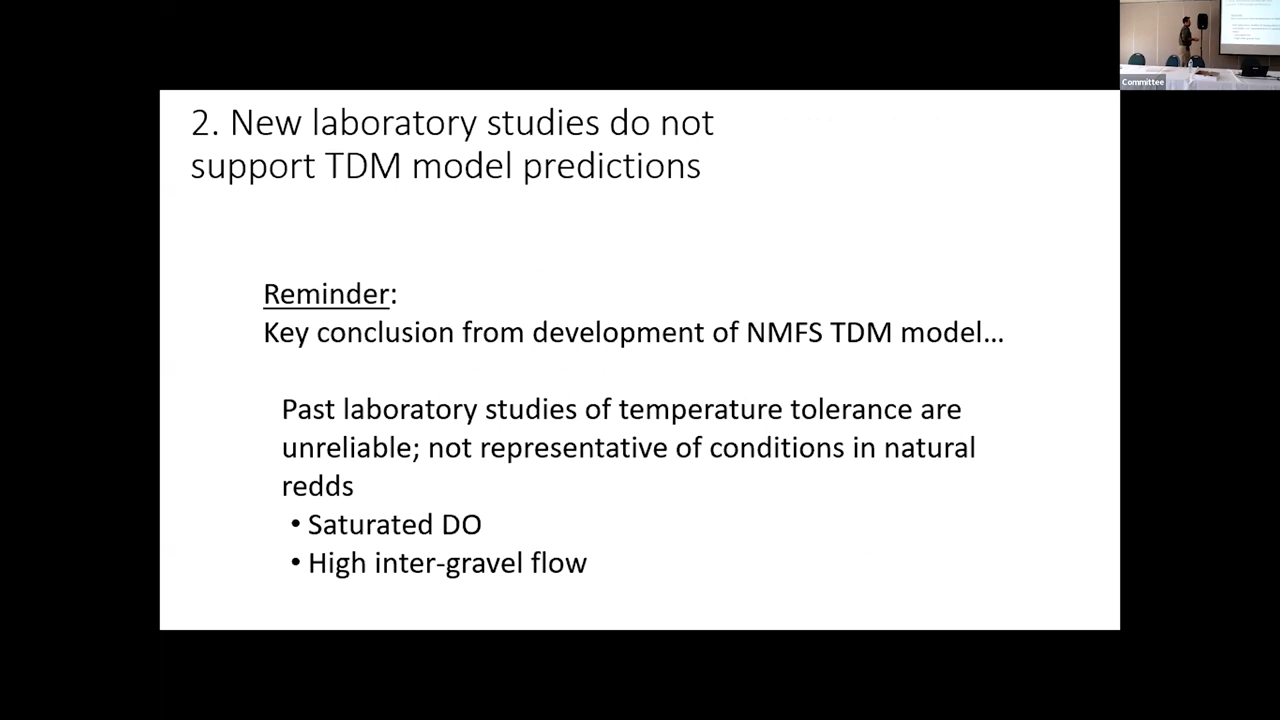 Committee
2. New laboratory studies do not
support TDM model predictions
Reminder:
Key conclusion from development of NMFS TDM model...
Past laboratory studies of temperature tolerance are
unreliable; not representative of conditions in natural
redds
• Saturated DO
• High inter-gravel flow